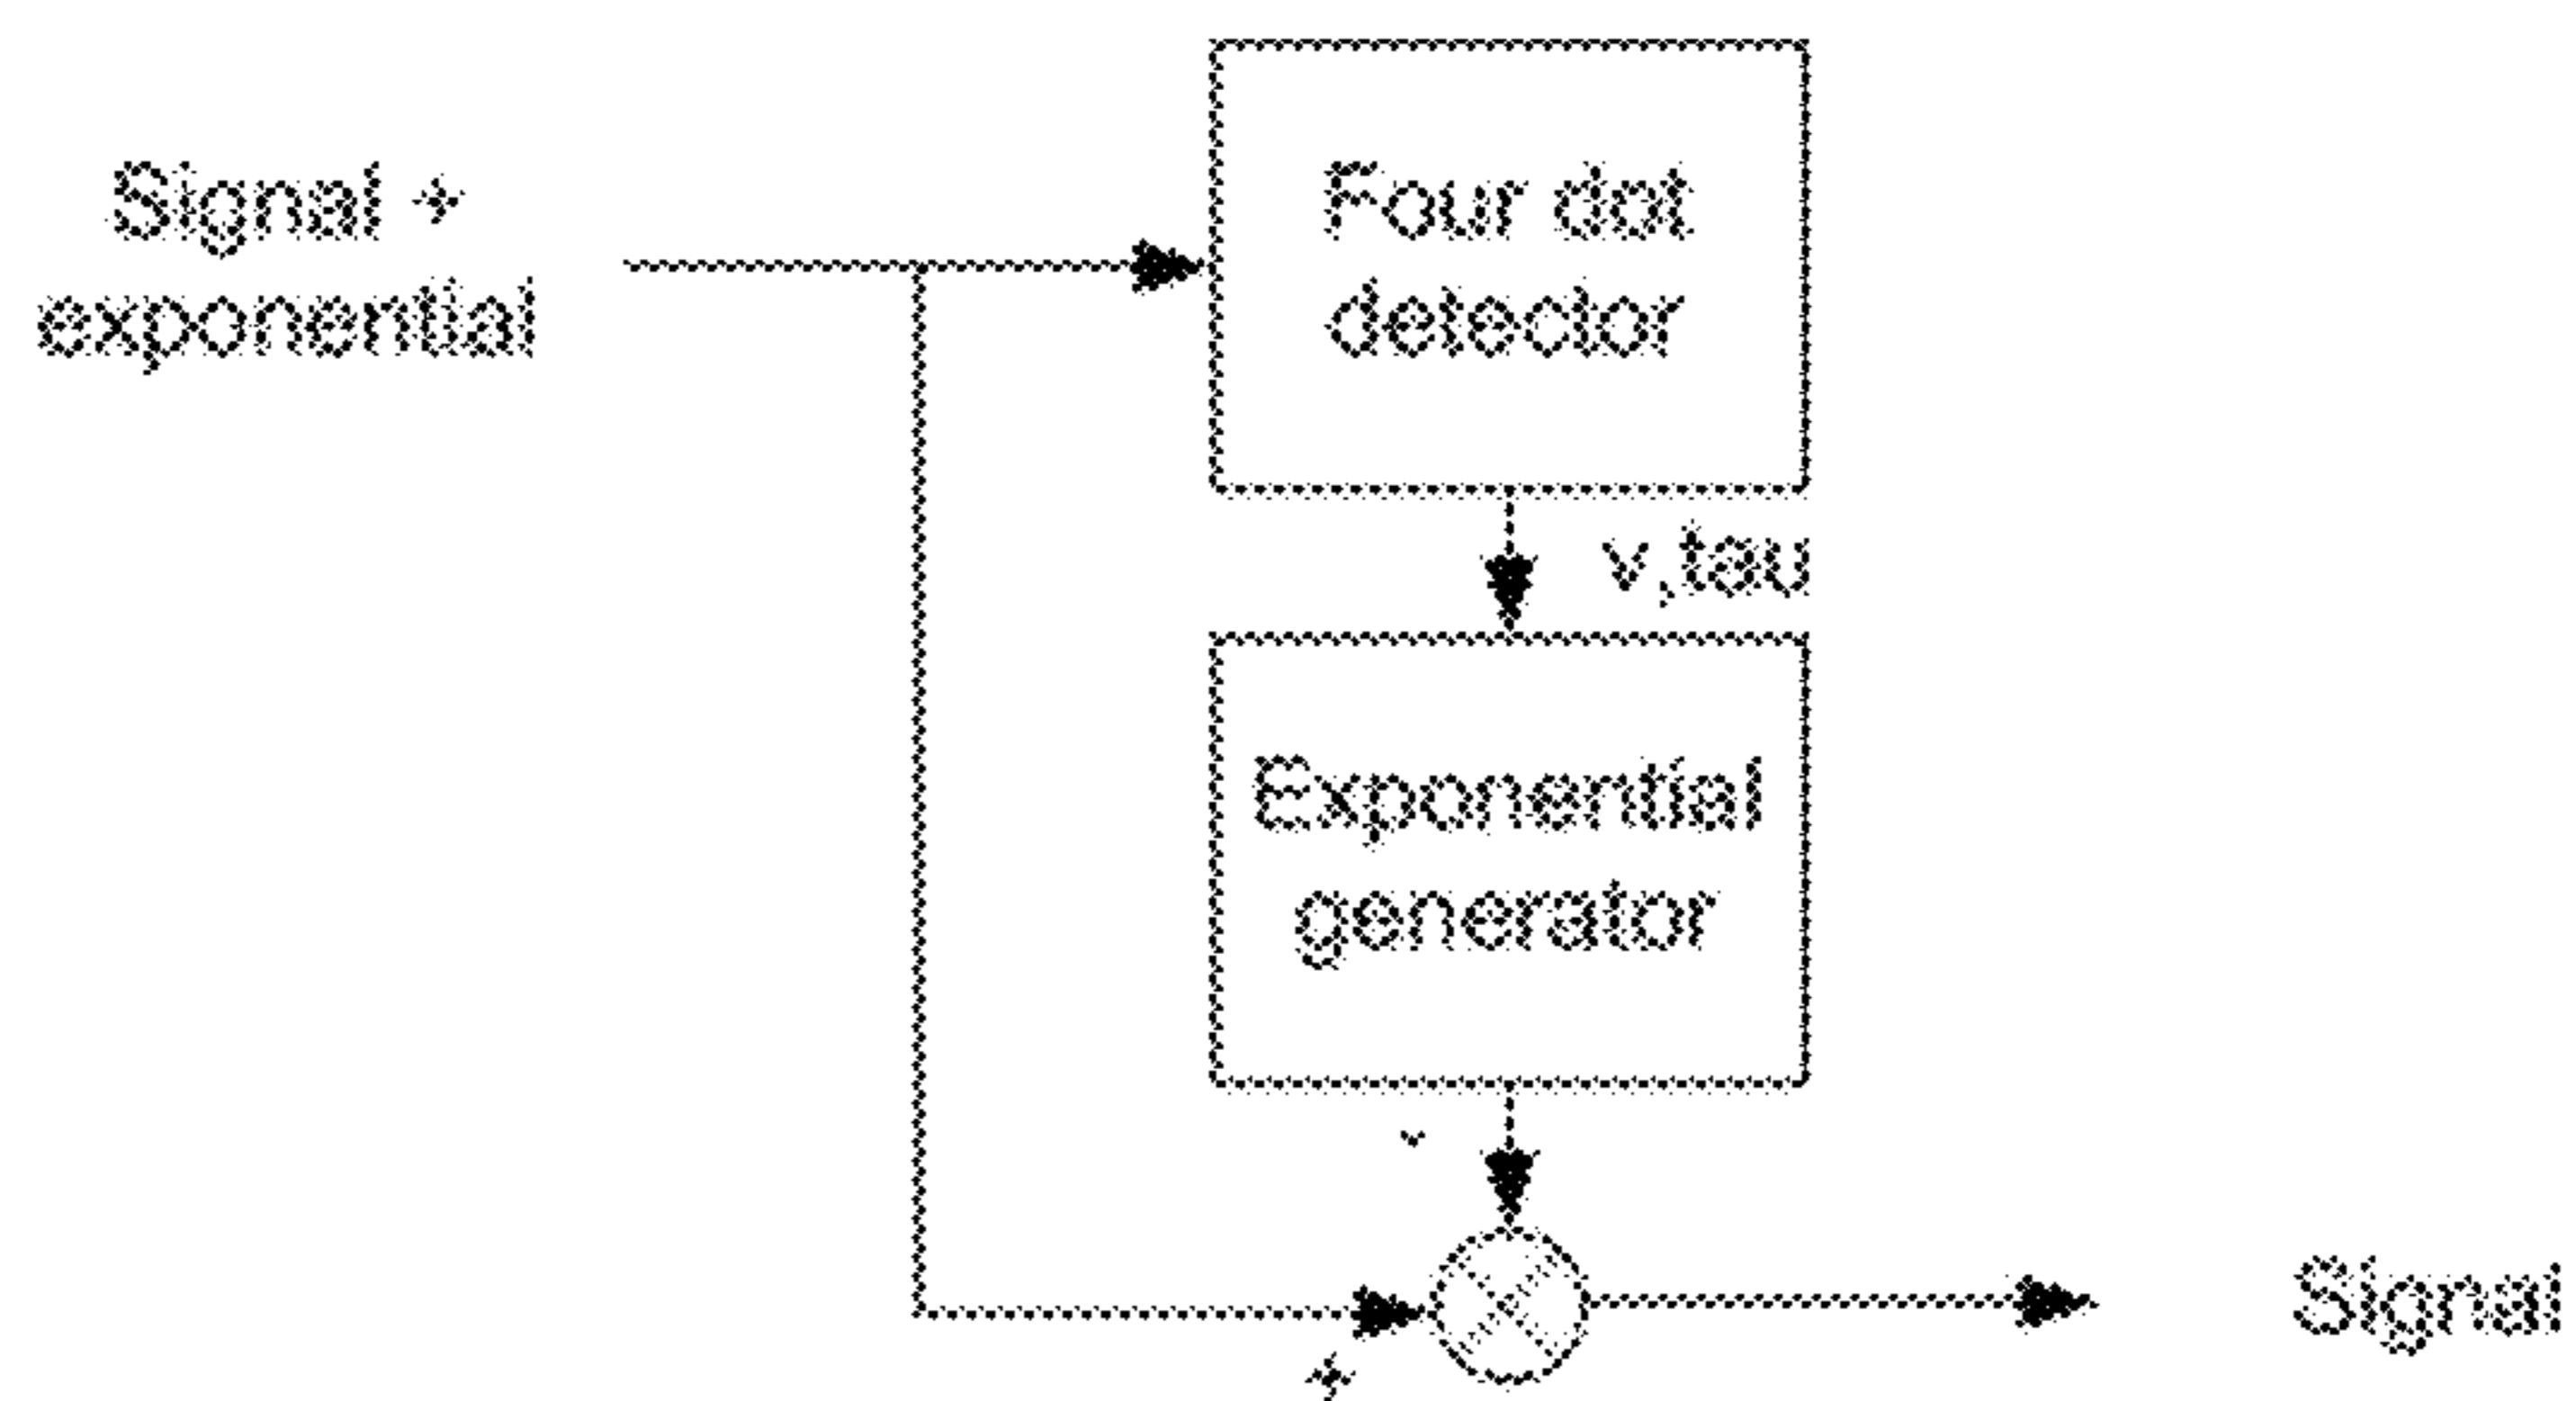 Signal +
exponential
Four dot
detector
v,tau
Exponential
generator
-
+
Signal